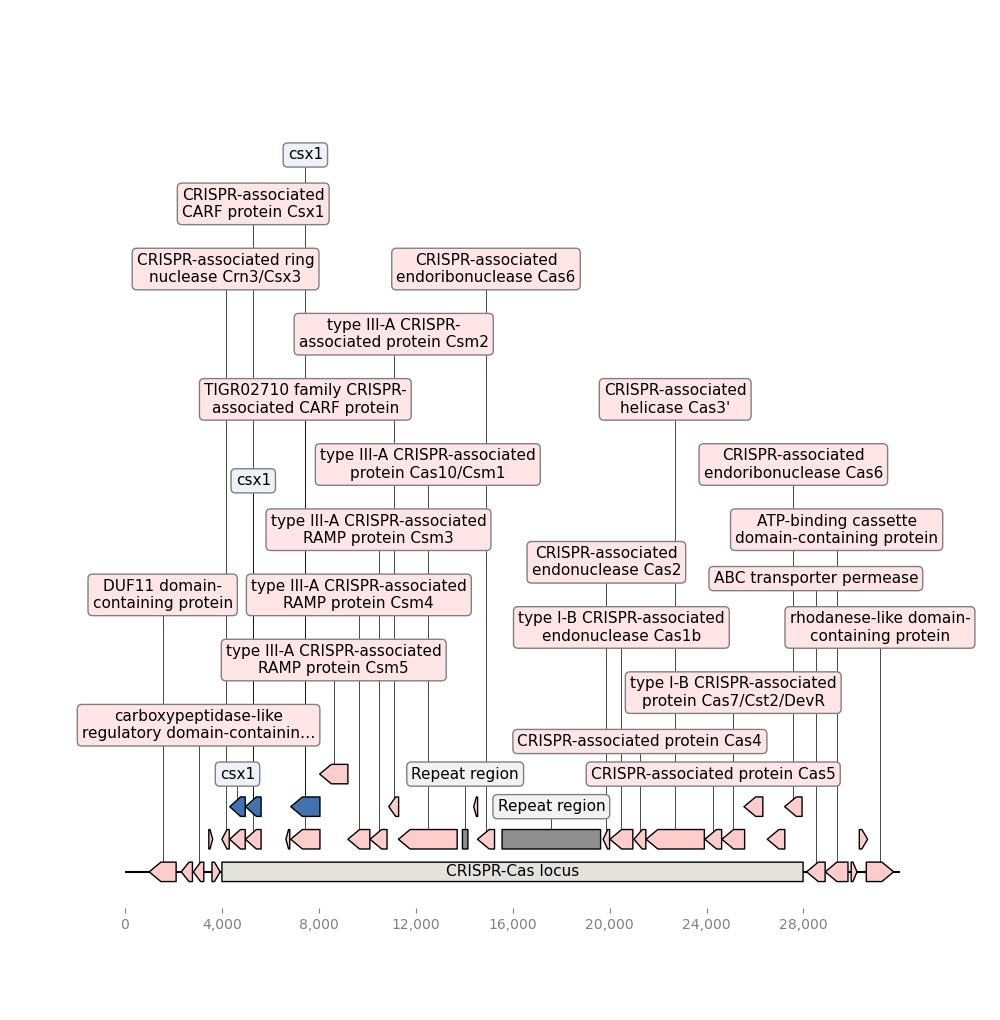 csx1
CRISPR-associated
CARF protein Csx1
CRISPR-associated ring
nuclease Crn3/Csx3
CRISPR-associated
endoribonuclease Cas6
type III-A CRISPR-
associated protein Csm2
TIGR02710 family CRISPR-
associated CARF protein
CRISPR-associated
helicase Cas3'
type III-A CRISPR-associated
protein Cas10/Csm1
CRISPR-associated
endoribonuclease Cas6
csx1
type III-A CRISPR-associated
RAMP protein Csm3
ATP-binding cassette
domain-containing protein
CRISPR-associated
endonuclease Cas2
ABC transporter permease
DUF11 domain-
containing protein
type III-A CRISPR-associated
RAMP protein Csm4
type I-B CRISPR-associated
endonuclease Cas1b
rhodanese-like domain-
containing protein
type III-A CRISPR-associated
RAMP protein Csm5
type I-B CRISPR-associated
protein Cas7/Cst2/DevR
carboxypeptidase-like
regulatory domain-containin...
CRISPR-associated protein Cas4
csx1
Repeat region
CRISPR-associated protein Cas5
Repeat region
CRISPR-Cas locus
0
4,000
8,000
12,000
16,000
20,000
24,000
28,000